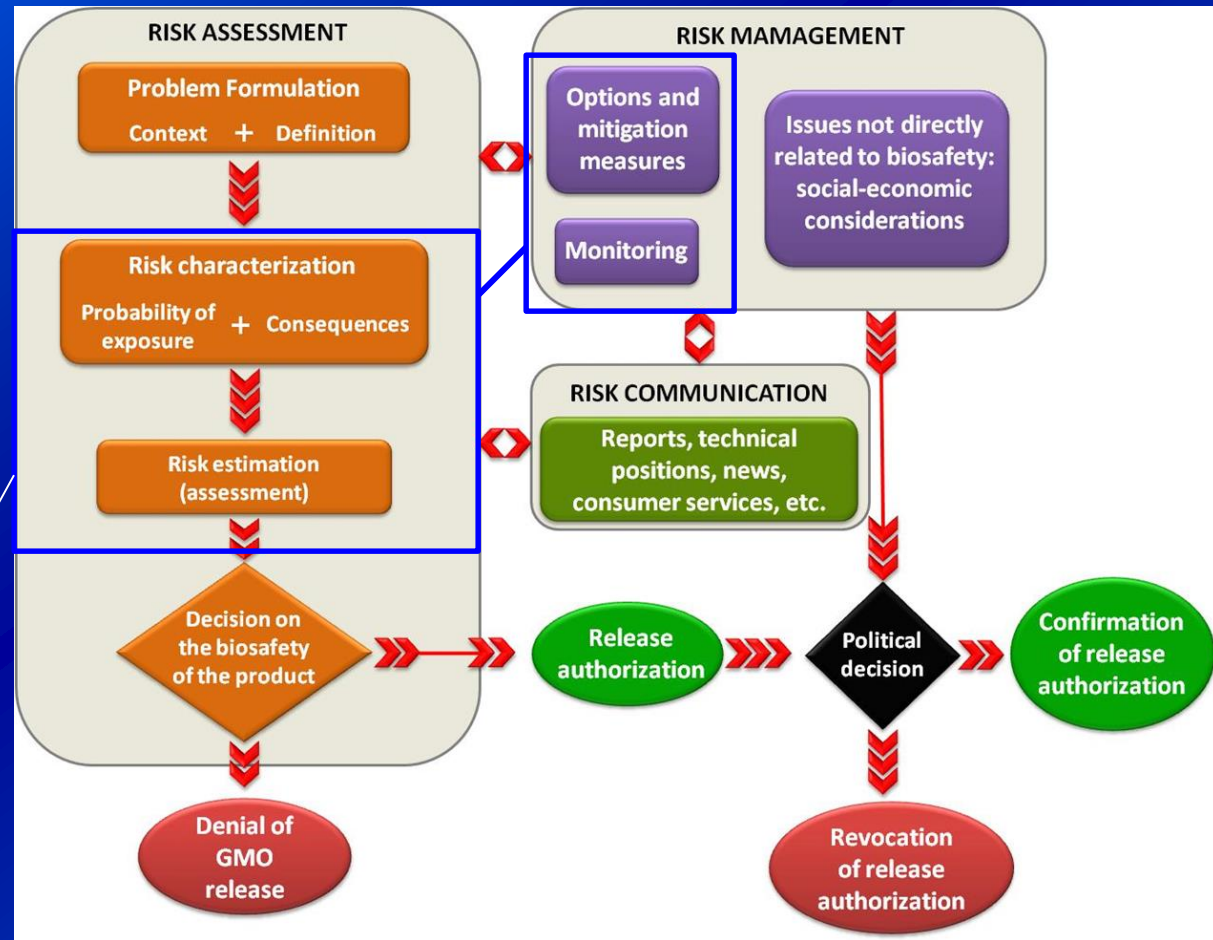 RISK ASSESSMENT
Problem Formulation
Context + Definition
Risk characterization
Probability of
exposure + Consequences
Risk estimation
(assessment)
Decision on
the biosafety
of the product
Denial of
GMO
release
RISK MAMAGEMENT
Options and
mitigation
measures
Monitoring
Issues not directly
related to biosafety:
social-economic
considerations
RISK COMMUNICATION
Reports, technical
positions, news,
consumer services, etc.
Release
authorization
Political
decision
Confirmation
of release
authorization
Revocation
of release
authorization